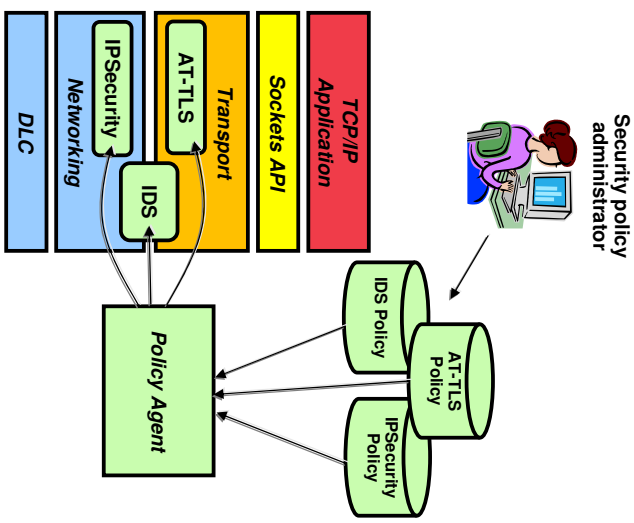 Security policy
administrator
TCP/IP
Application
Sockets API
Transport
AT-TLS
IDS
Networking
IPSecurity
DLC
IDS Policy
AT-TLS
Policy
IPSecurity
Policy
Policy Agent